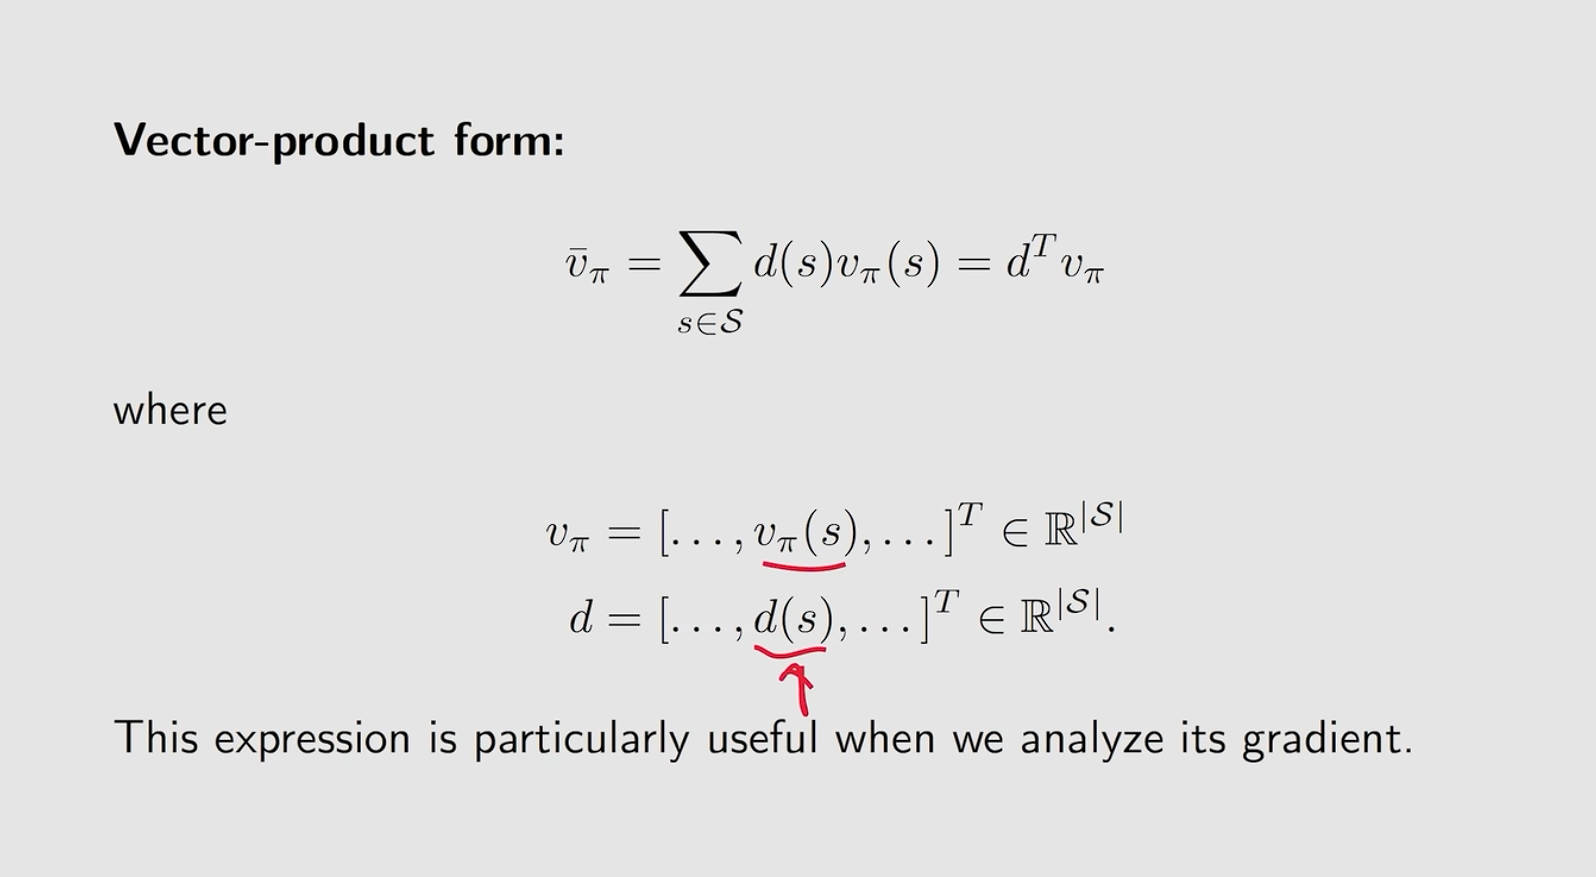 Vector-product form:
$\bar{v}_\pi = \sum_{s \in \mathcal{S}} d(s) v_\pi(s) = d^T v_\pi$
where
$v_\pi = [\ldots, v_\pi(s), \ldots]^T \in \mathbb{R}^{|\mathcal{S}|}$
$d = [\ldots, d(s), \ldots]^T \in \mathbb{R}^{|\mathcal{S}|}.$
This expression is particularly useful when we analyze its gradient.